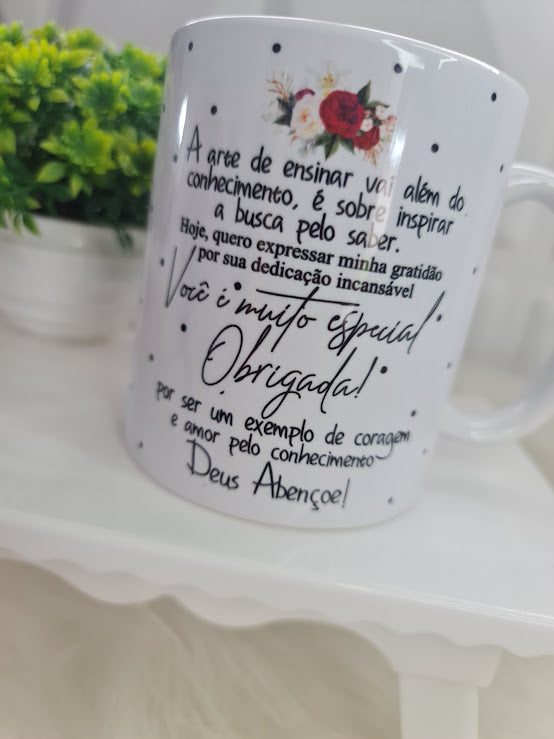 A arte de ensinar vai além do
conhecimento, é sobre inspirar
a busca pelo saber.
Hoje, quero expressar minha gratidão
por sua dedicação incansável
Você é muito especial
Obrigada!
por ser um exemplo de coragem
e amor pelo conhecimento
Deus Abençoe!